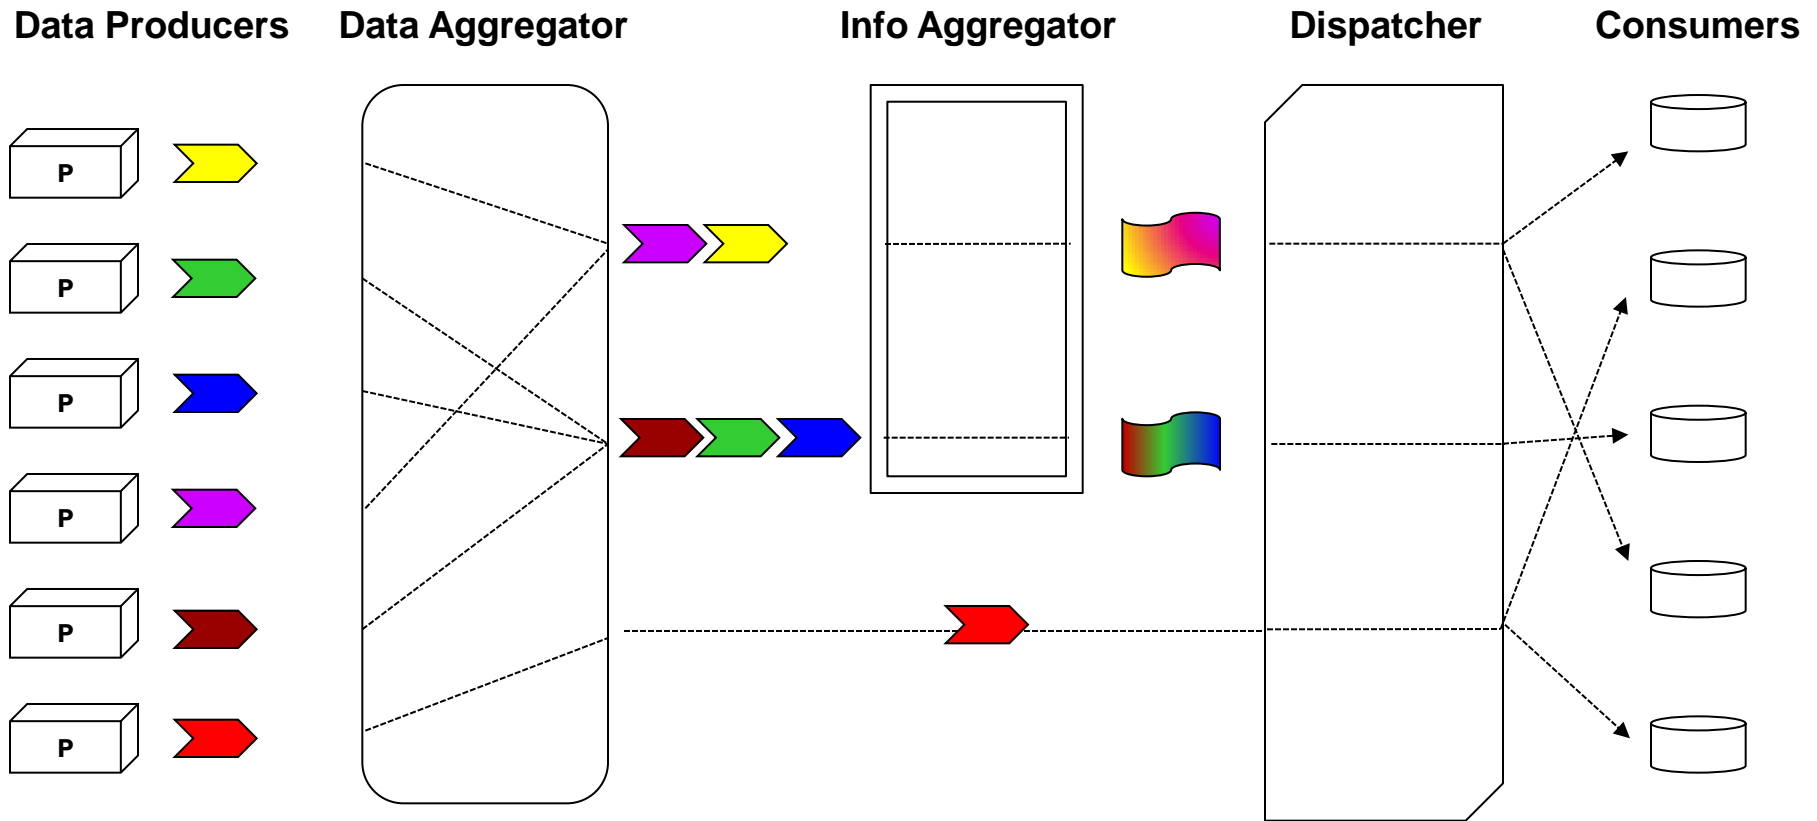 Data Producers
Data Aggregator
Info Aggregator
Dispatcher
Consumers
P
P
P
P
P
P